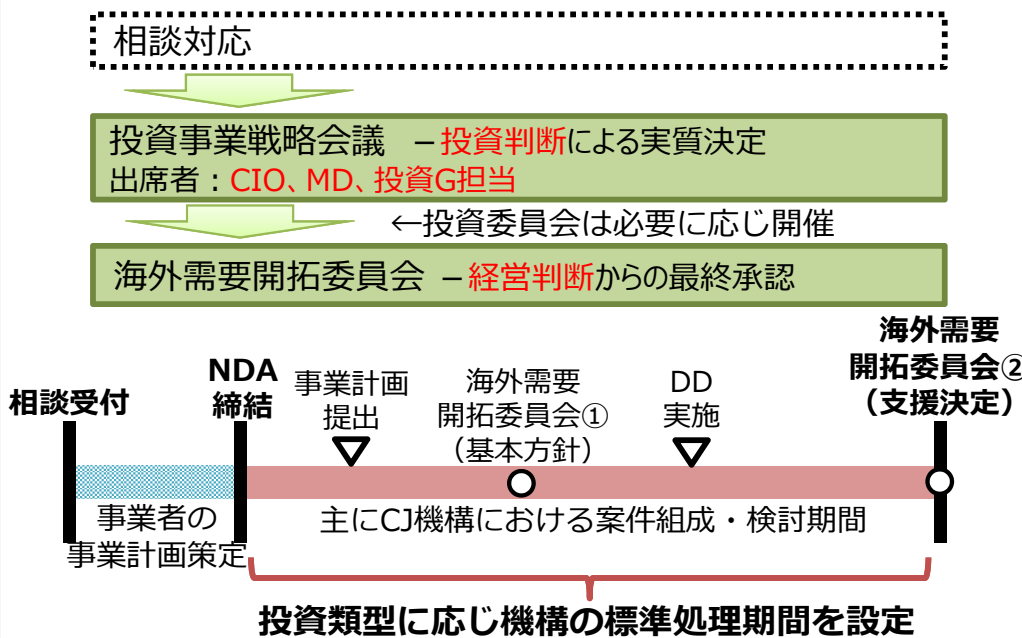 相談対応
投資事業戦略会議 －投資判断による実質決定
出席者：CIO、MD、投資G担当
←投資委員会は必要に応じ開催
海外需要開拓委員会 －経営判断からの最終承認
相談受付
NDA
締結
事業計画
提出
海外需要
開拓委員会①
（基本方針）
DD
実施
海外需要
開拓委員会②
（支援決定）
事業者の
事業計画策定
主にCJ機構における案件組成・検討期間
投資類型に応じ機構の標準処理期間を設定